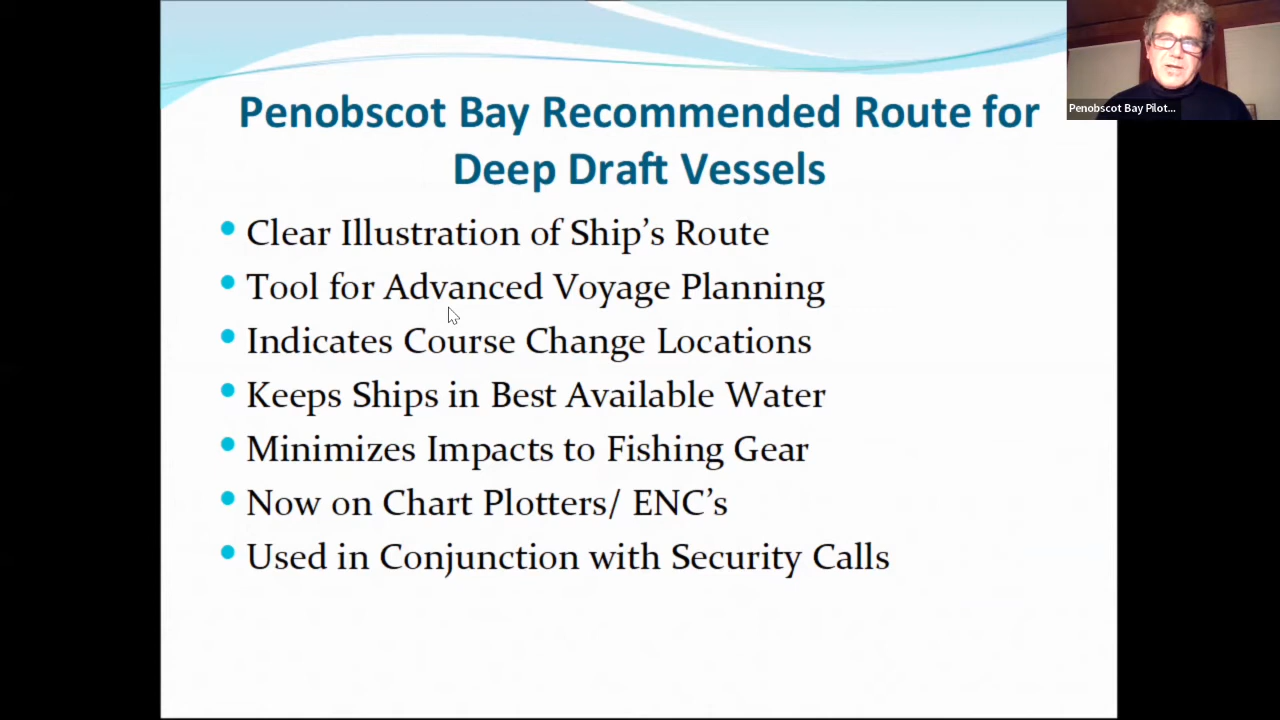 Penobscot Bay Recommended Route for
Deep Draft Vessels
Clear Illustration of Ship's Route
Tool for Advanced Voyage Planning
Indicates Course Change Locations
Keeps Ships in Best Available Water
Minimizes Impacts to Fishing Gear
Now on Chart Plotters/ ENC's
Used in Conjunction with Security Calls
Penobscot Bay Pilot...